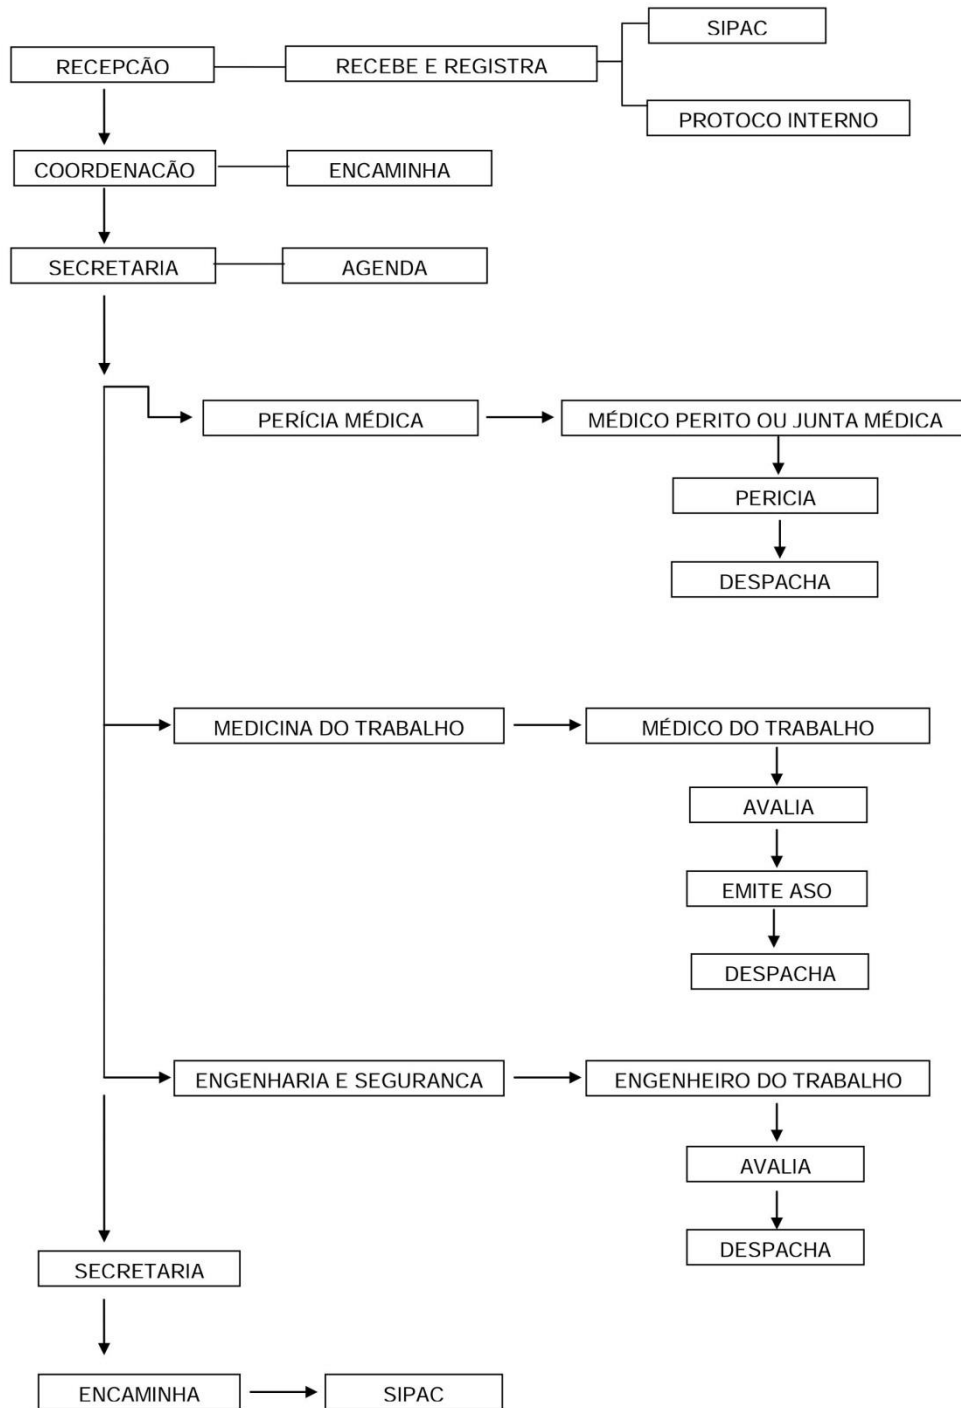 SIPAC
RECEPCÃO
RECEBE E REGISTRA
PROTOCO INTERNO
COORDENACÃO
ENCAMINHA
SECRETARIA
AGENDA
PERÍCIA MÉDICA
MÉDICO PERITO OU JUNTA MÉDICA
PERICIA
DESPACHA
MEDICINA DO TRABALHO
MÉDICO DO TRABALHO
AVALIA
EMITE ASO
DESPACHA
ENGENHARIA E SEGURANCA
ENGENHEIRO DO TRABALHO
AVALIA
DESPACHA
SECRETARIA
ENCAMINHA
SIPAC